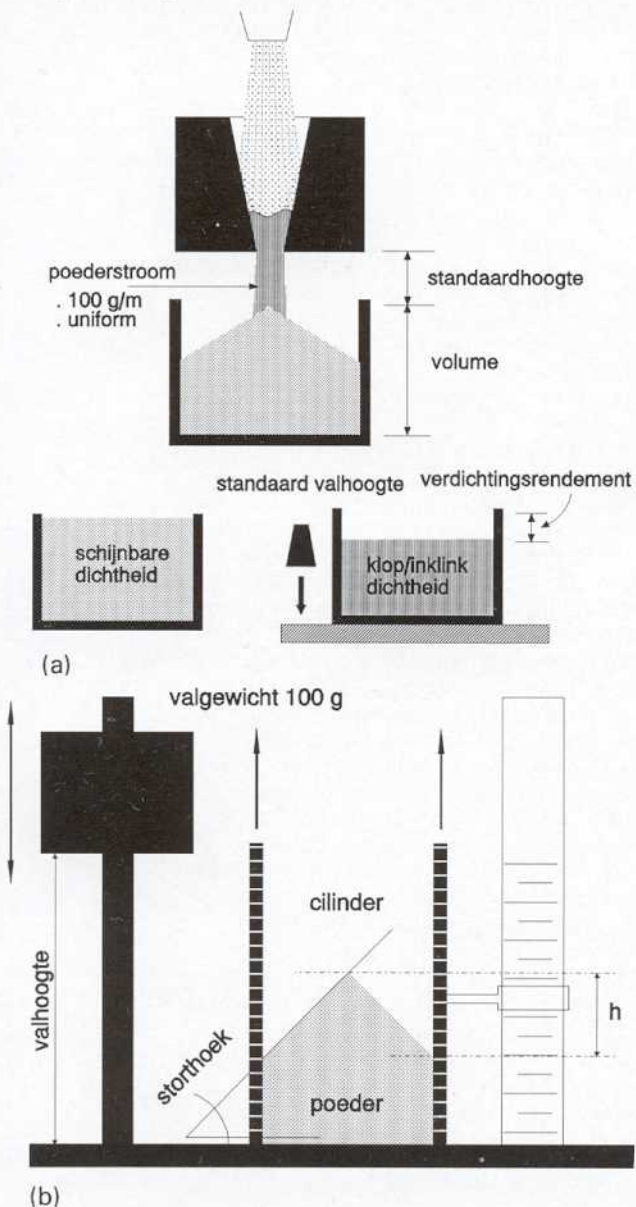 poederstroom
. 100 g/m
. uniform
standaardhoogte
volume
standaard valhoogte
verdichtingsrendement
schijnbare
dichtheid
klop/inklink
dichtheid
(a)
valgewicht 100 g
cilinder
valhoogte
storthoek
h
poeder
(b)